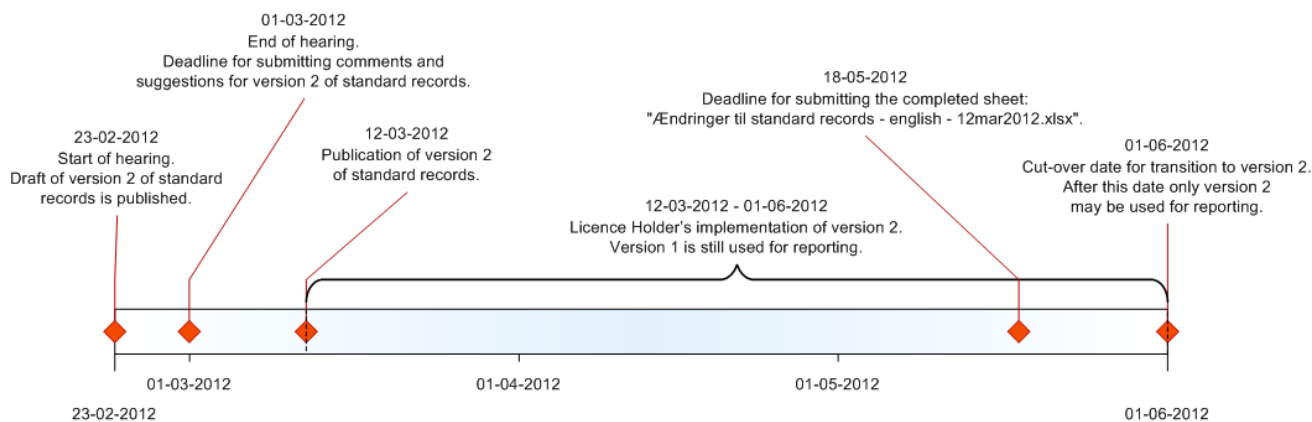 01-03-2012
End of hearing.
Deadline for submitting comments and
suggestions for version 2 of standard records.
18-05-2012
Deadline for submitting the completed sheet:
"Ændringer til standard records - english - 12mar2012.xlsx".
23-02-2012
Start of hearing.
Draft of version 2 of standard
records is published.
12-03-2012
Publication of version 2
of standard records.
01-06-2012
Cut-over date for transition to version 2.
After this date only version 2
may be used for reporting.
12-03-2012 - 01-06-2012
Licence Holder's implementation of version 2.
Version 1 is still used for reporting.
01-03-2012
01-04-2012
01-05-2012
23-02-2012
01-06-2012